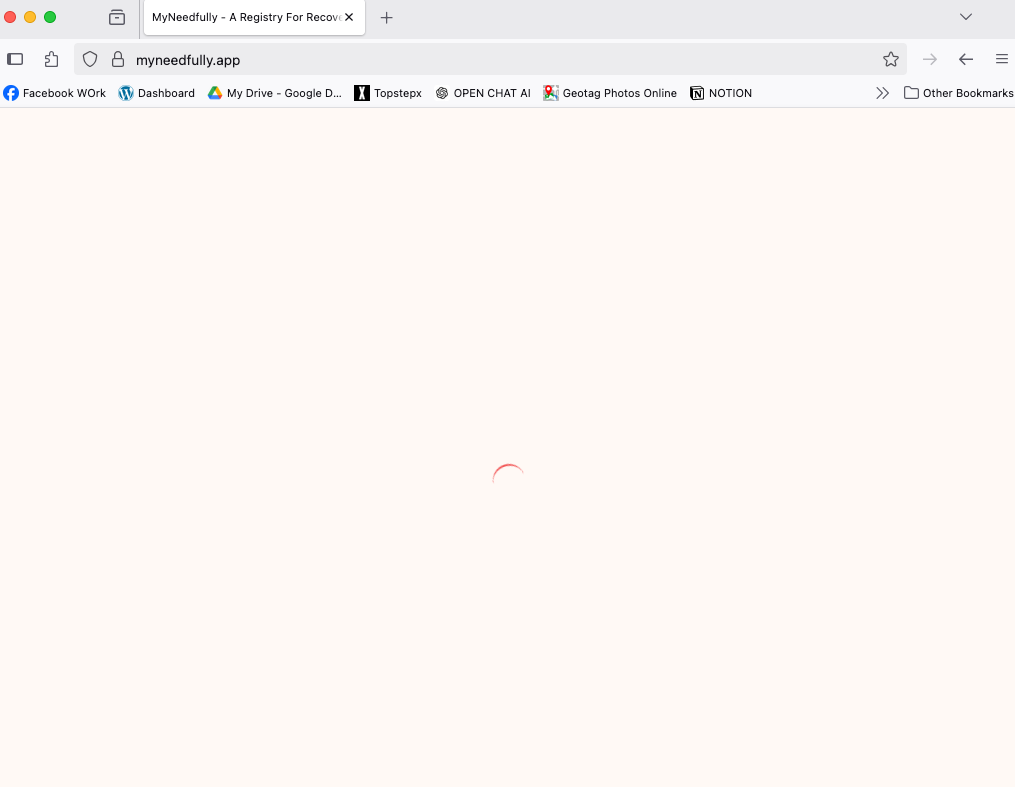 MyNeedfully - A Registry For Recov
myneedfully.app
Facebook WOrk Dashboard My Drive - Google D... Topstepx OPEN CHAT AI Geotag Photos Online NOTION Other Bookmarks